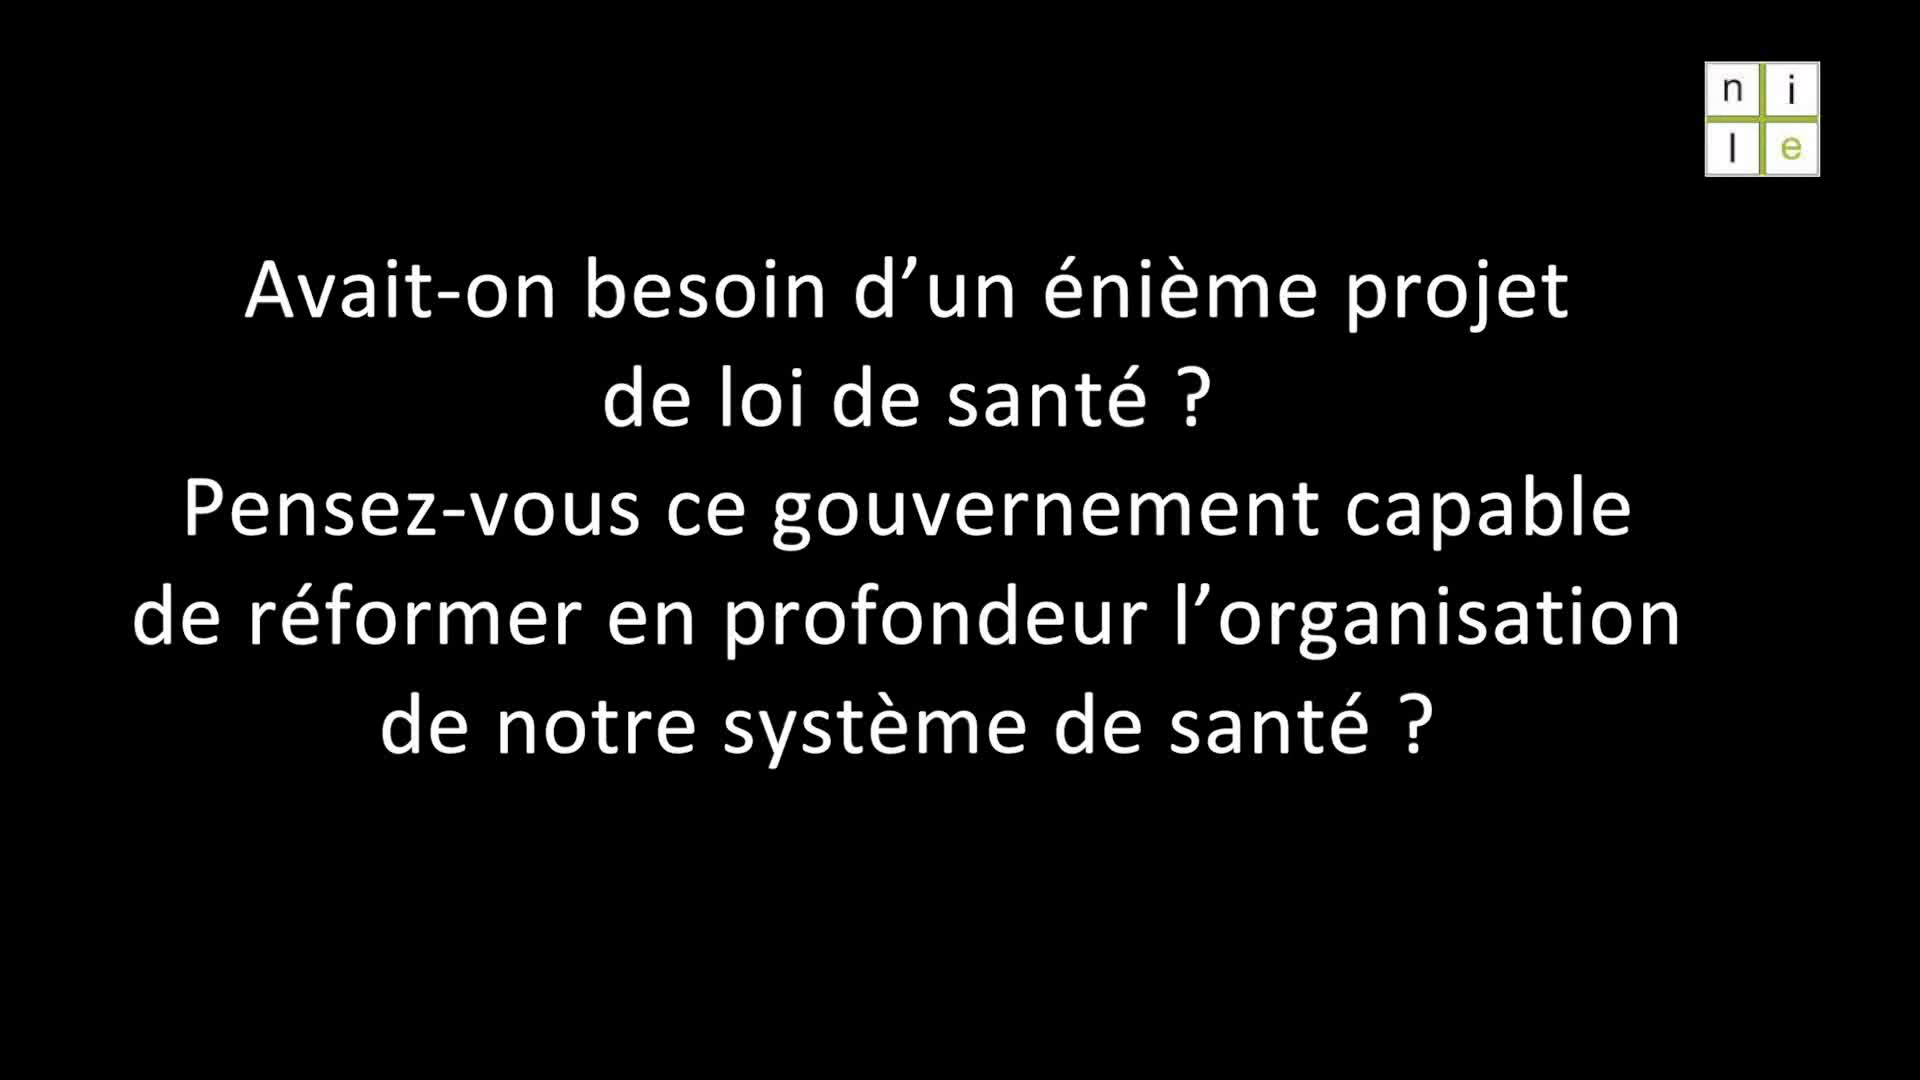 n i
l e
Avait-on besoin d’un énième projet
de loi de santé ?
Pensez-vous ce gouvernement capable
de réformer en profondeur l’organisation
de notre système de santé ?